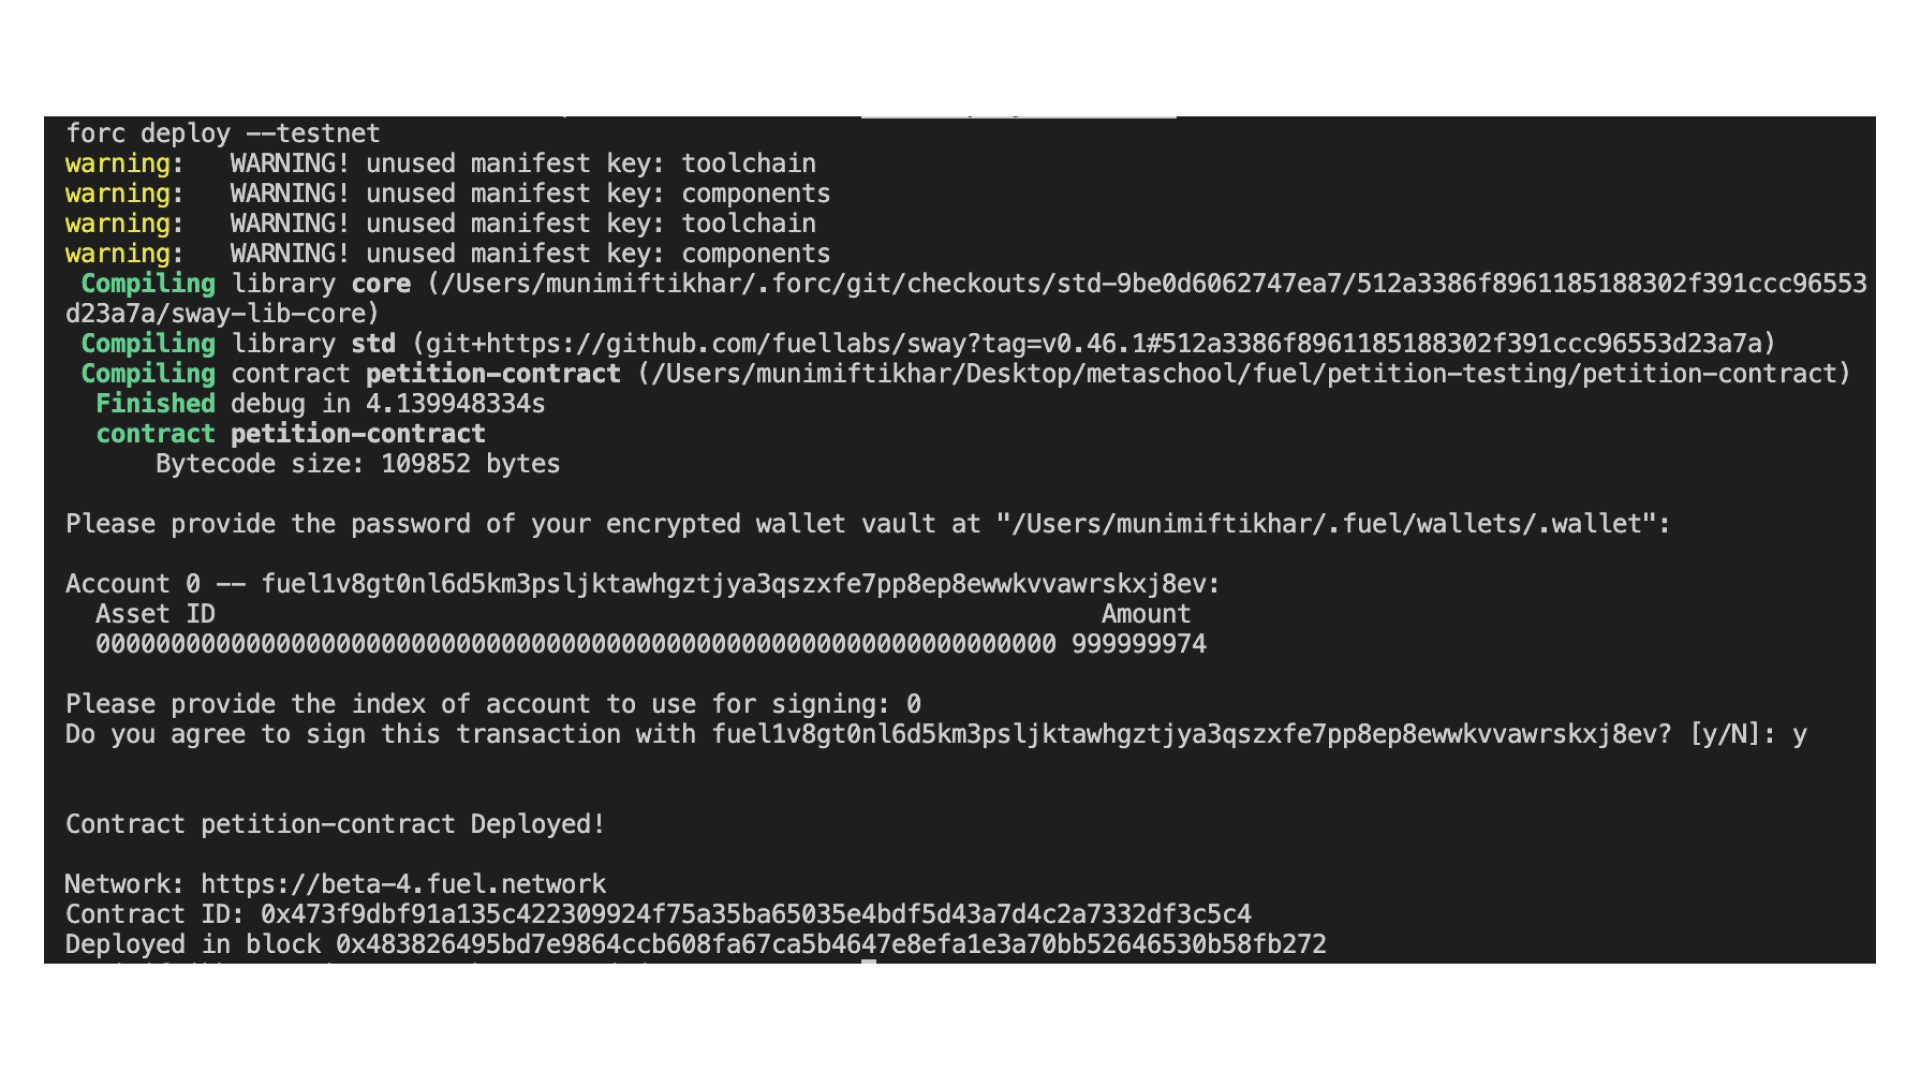 forc deploy --testnet
warning:   WARNING! unused manifest key: toolchain
warning:   WARNING! unused manifest key: components
warning:   WARNING! unused manifest key: toolchain
warning:   WARNING! unused manifest key: components
 Compiling library core (/Users/munimiftikhar/.forc/git/checkouts/std-9be0d6062747ea7/512a3386f8961185188302f391ccc96553
d23a7a/sway-lib-core)
 Compiling library std (git+https://github.com/fuellabs/sway?tag=v0.46.1#512a3386f8961185188302f391ccc96553d23a7a)
 Compiling contract petition-contract (/Users/munimiftikhar/Desktop/metaschool/fuel/petition-testing/petition-contract)
  Finished debug in 4.139948334s
  contract petition-contract
      Bytecode size: 109852 bytes
Please provide the password of your encrypted wallet vault at "/Users/munimiftikhar/.fuel/wallets/.wallet":
Account 0 -- fuel1v8gt0nl6d5km3psljktawhgztjya3qszxfe7pp8ep8ewwkvvawrskxj8ev:
  Asset ID                                                           Amount
  0000000000000000000000000000000000000000000000000000000000000000 999999974
Please provide the index of account to use for signing: 0
Do you agree to sign this transaction with fuel1v8gt0nl6d5km3psljktawhgztjya3qszxfe7pp8ep8ewwkvvawrskxj8ev? [y/N]: y
Contract petition-contract Deployed!
Network: https://beta-4.fuel.network
Contract ID: 0x473f9dbf91a135c422309924f75a35ba65035e4bdf5d43a7d4c2a7332df3c5c4
Deployed in block 0x483826495bd7e9864ccb608fa67ca5b4647e8efa1e3a70bb52646530b58fb272